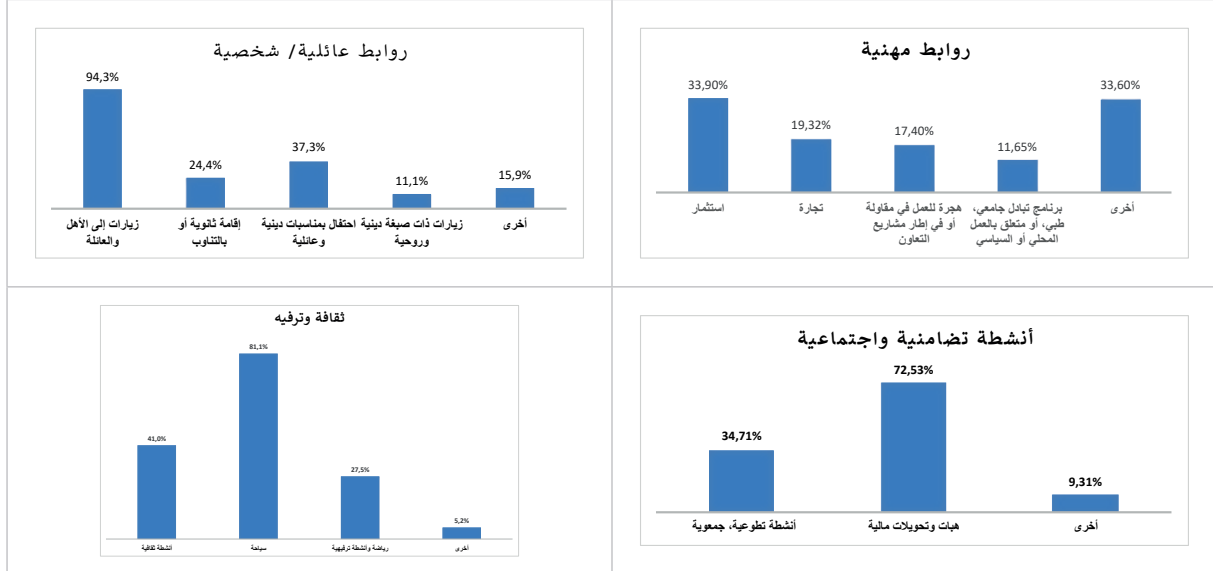 روابط عائلية/ شخصية
94,3%
24,4%
37,3%
11,1%
15,9%
زيارات إلى الأهل
والعائلة
إقامة ثانوية أو
بالتناوب
احتفال بمناسبات دينية
وعائلية
زيارات ذات صبغة دينية
وروحية
أخرى
روابط مهنية
33,90%
19,32%
17,40%
11,65%
33,60%
استثمار
تجارة
هجرة للعمل في مقاولة
أو في إطار مشاريع
التعاون
برنامج تبادل جامعي،
طبي، أو متعلق بالعمل
المحلي أو السياسي
أخرى
ثقافة وترفيه
41,0%
81,1%
27,5%
5,2%
أنشطة ثقافية
سياحة
رياضة وأنشطة ترفيهية
أخرى
أنشطة تضامنية واجتماعية
34,71%
72,53%
9,31%
أنشطة تطوعية، جمعوية
هبات وتحويلات مالية
أخرى